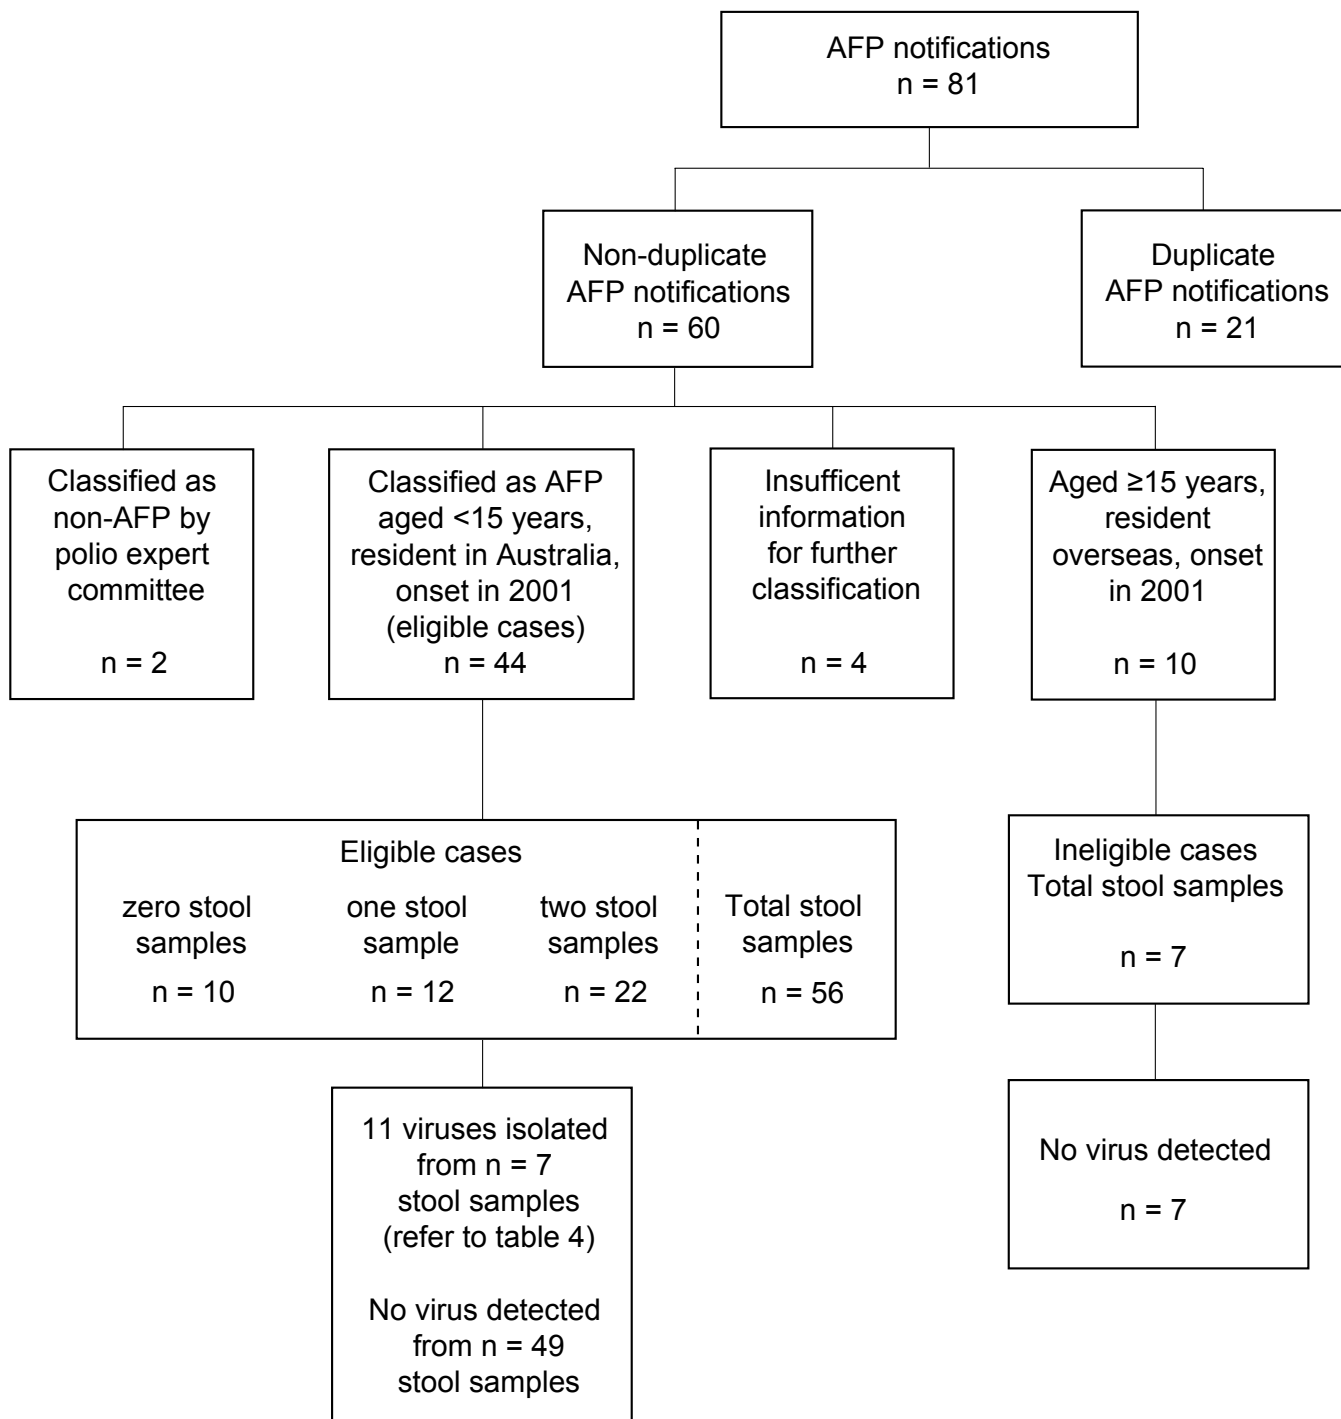 AFP notifications
n = 81
Non-duplicate
AFP notifications
n = 60
Duplicate
AFP notifications
n = 21
Classified as
non-AFP by
polio expert
committee
n = 2
Classified as AFP
aged <15 years,
resident in Australia,
onset in 2001
(eligible cases)
n = 44
Insufficent
information
for further
classification
n = 4
Aged ≥15 years,
resident
overseas, onset
in 2001
n = 10
Eligible cases
zero stool
samples
n = 10
one stool
sample
n = 12
two stool
samples
n = 22
Total stool
samples
n = 56
Ineligible cases
Total stool samples
n = 7
11 viruses isolated
from n = 7
stool samples
(refer to table 4)
No virus detected
from n = 49
stool samples
No virus detected
n = 7